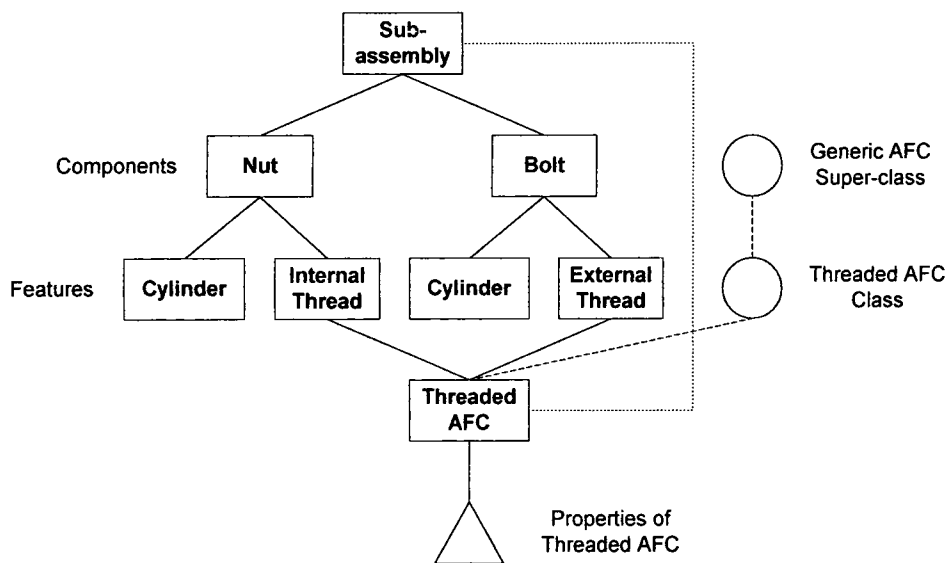 Sub-
assembly
Components
Nut
Bolt
Generic AFC
Super-class
Features
Cylinder
Internal
Thread
Cylinder
External
Thread
Threaded AFC
Class
Threaded
AFC
Properties of
Threaded AFC